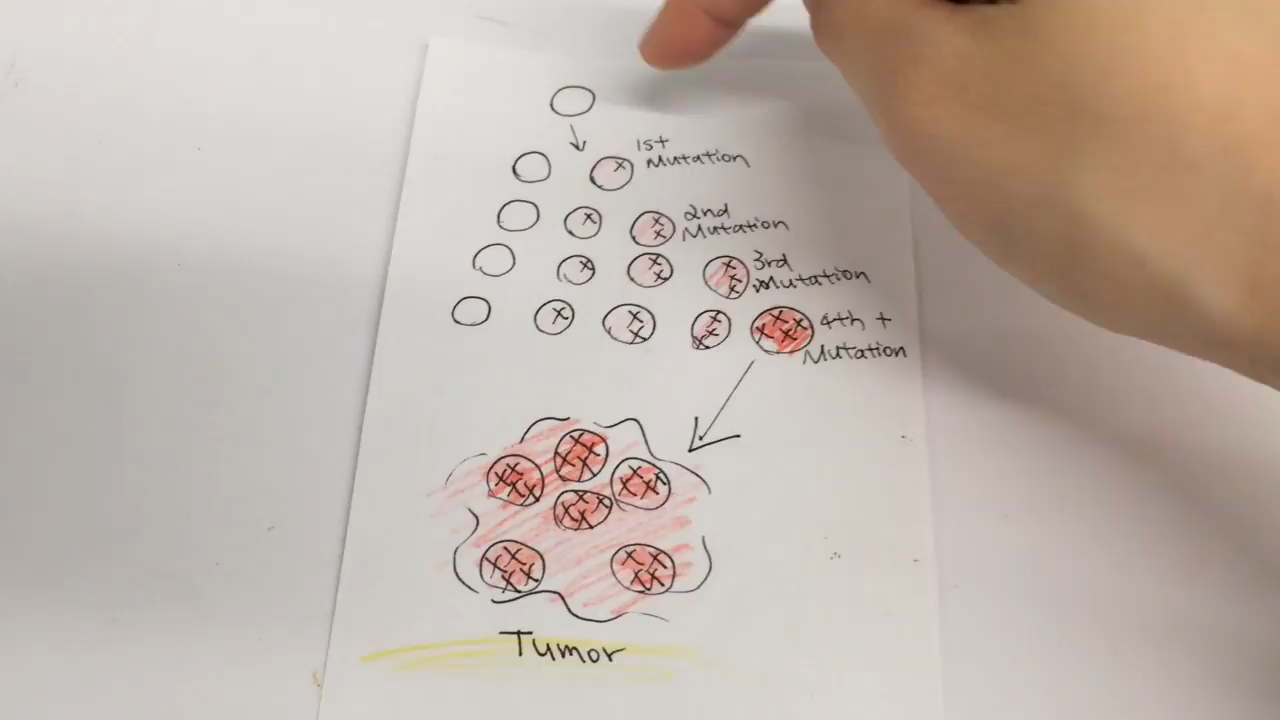 1st
Mutation
2nd
Mutation
3rd
Mutation
4th +
Mutation
Tumor